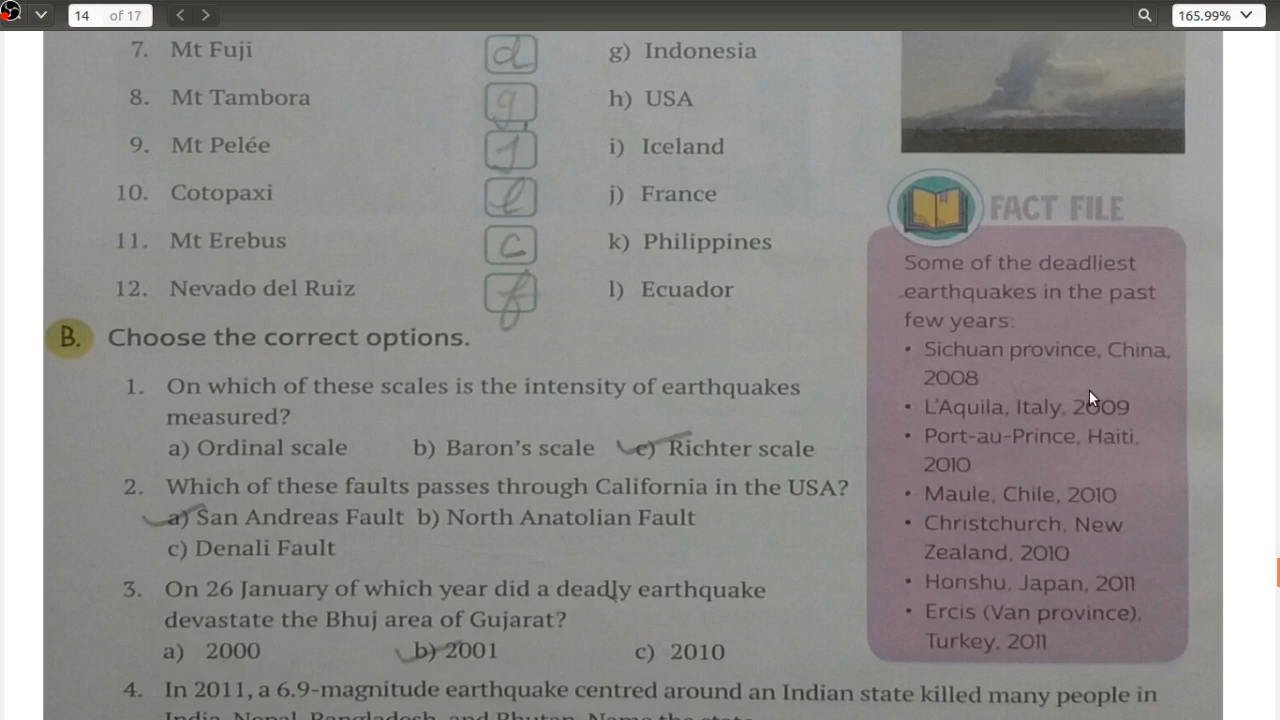 14 of 17
165.99%
7. Mt Fuji d g) Indonesia
8. Mt Tambora g h) USA
9. Mt Pelée j i) Iceland
10. Cotopaxi l j) France
11. Mt Erebus c k) Philippines
12. Nevado del Ruiz f l) Ecuador
B. Choose the correct options.
1. On which of these scales is the intensity of earthquakes
measured?
a) Ordinal scale b) Baron's scale c) Richter scale
2. Which of these faults passes through California in the USA?
a) San Andreas Fault b) North Anatolian Fault
c) Denali Fault
3. On 26 January of which year did a deadly earthquake
devastate the Bhuj area of Gujarat?
a) 2000 b) 2001 c) 2010
4. In 2011, a 6.9-magnitude earthquake centred around an Indian state killed many people in
India, Nepal, Bangladesh, and Bhutan. Name the state.
FACT FILE
Some of the deadliest
earthquakes in the past
few years:
• Sichuan province, China,
2008
• L'Aquila, Italy, 2009
• Port-au-Prince, Haiti,
2010
• Maule, Chile, 2010
• Christchurch, New
Zealand, 2010
• Honshu, Japan, 2011
• Ercis (Van province),
Turkey, 2011